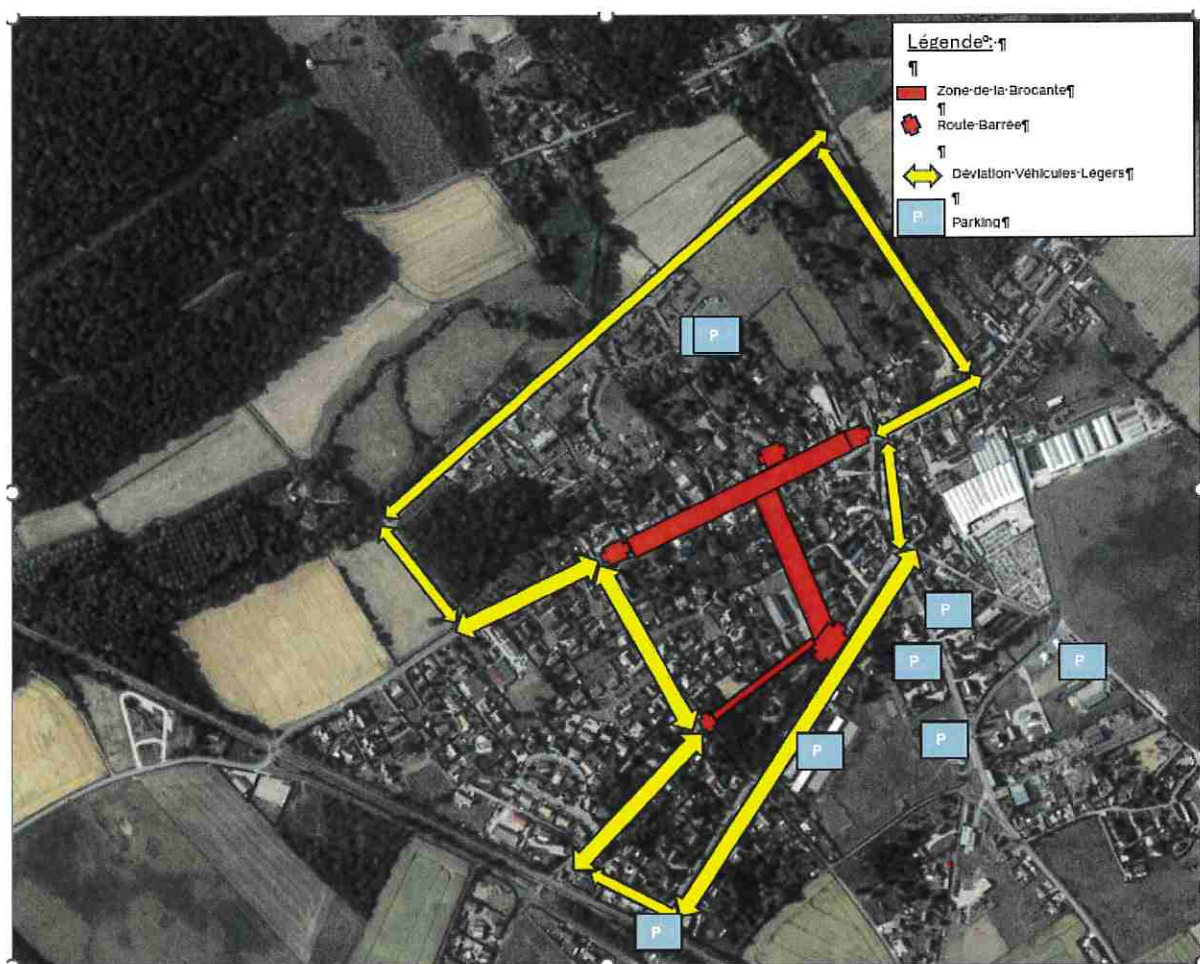 Légende°:·¶
¶
Zone·de·la·Brocante¶
¶
Route·Barrée¶
¶
Déviation·Véhicules·Légers¶
¶
P
Parking¶
P
P
P
P
P
P
P